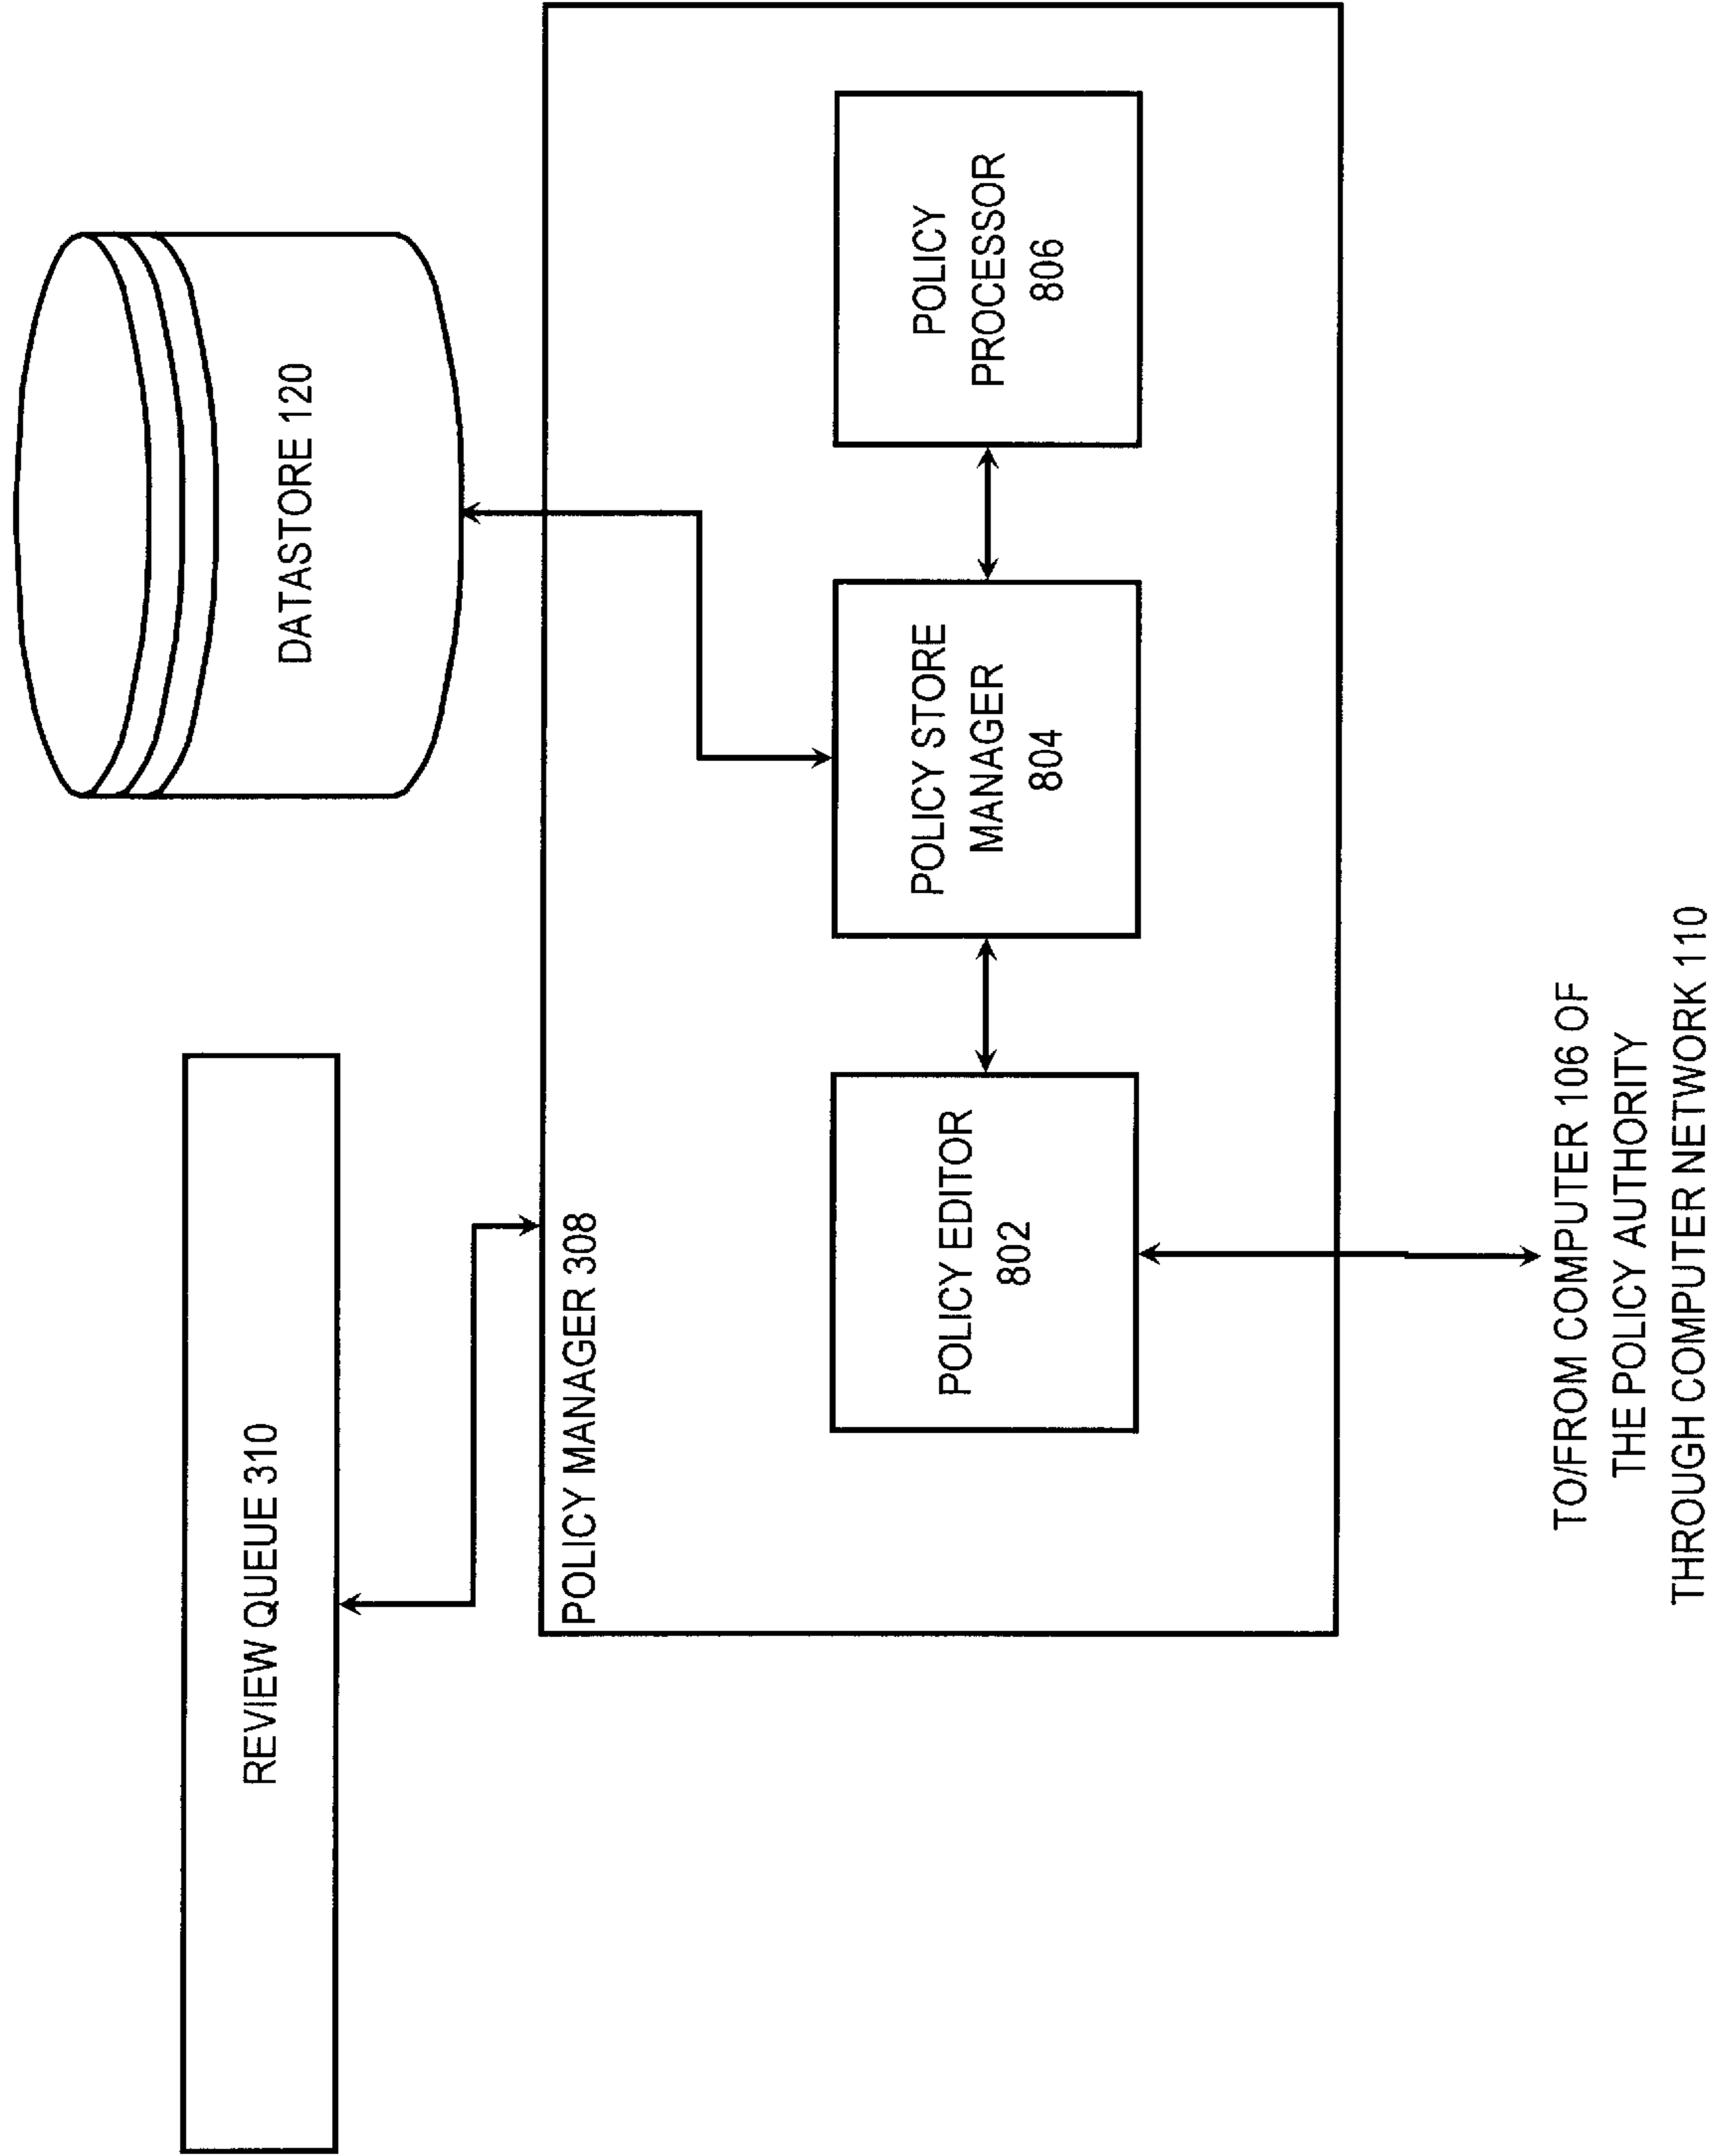 REVIEW QUEUE 310
DATASTORE 120
POLICY MANAGER 308
POLICY EDITOR
802
POLICY STORE
MANAGER
804
POLICY
PROCESSOR
806
TO/FROM COMPUTER 106 OF
THE POLICY AUTHORITY
THROUGH COMPUTER NETWORK 110